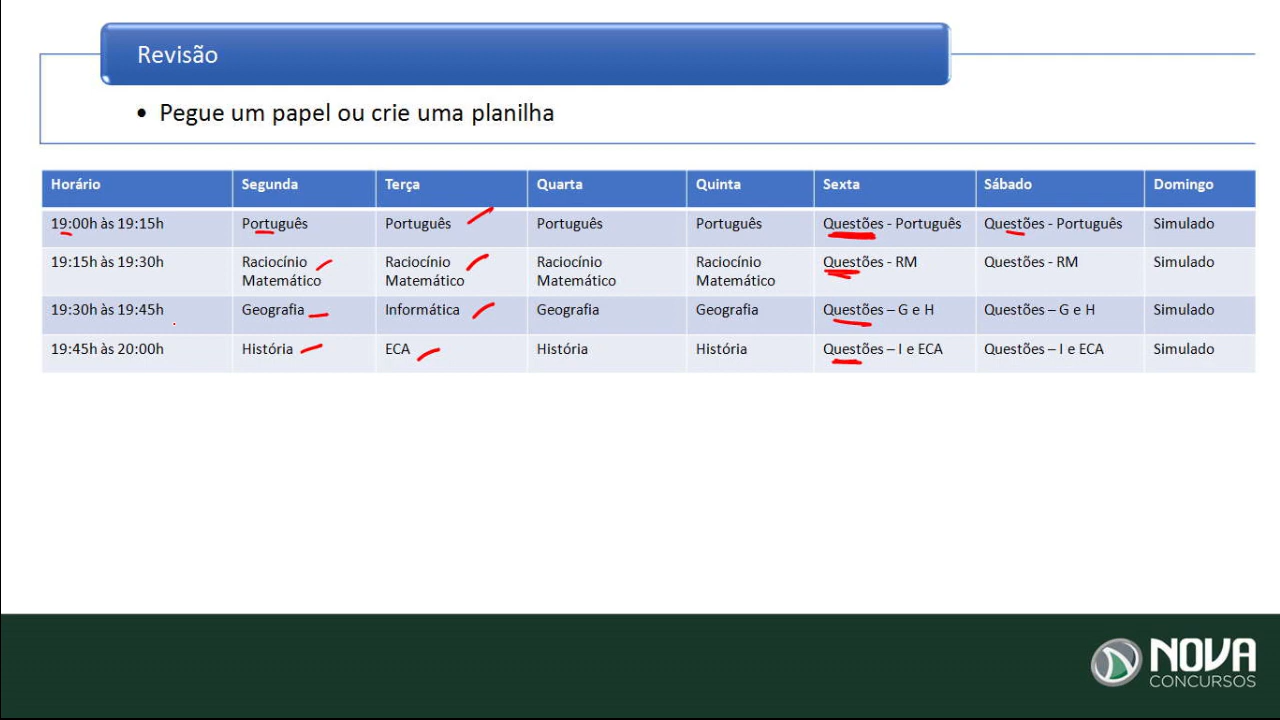 Revisão
• Pegue um papel ou crie uma planilha
Horário Segunda Terça Quarta Quinta Sexta Sábado Domingo
19:00h às 19:15h Português Português Português Português Questões - Português Questões - Português Simulado
19:15h às 19:30h Raciocínio Raciocínio Raciocínio Raciocínio Questões - RM Questões - RM Simulado
Matemático Matemático Matemático Matemático
19:30h às 19:45h Geografia Informática Geografia Geografia Questões – G e H Questões – G e H Simulado
19:45h às 20:00h História ECA História História Questões – I e ECA Questões – I e ECA Simulado
NOVA
CONCURSOS